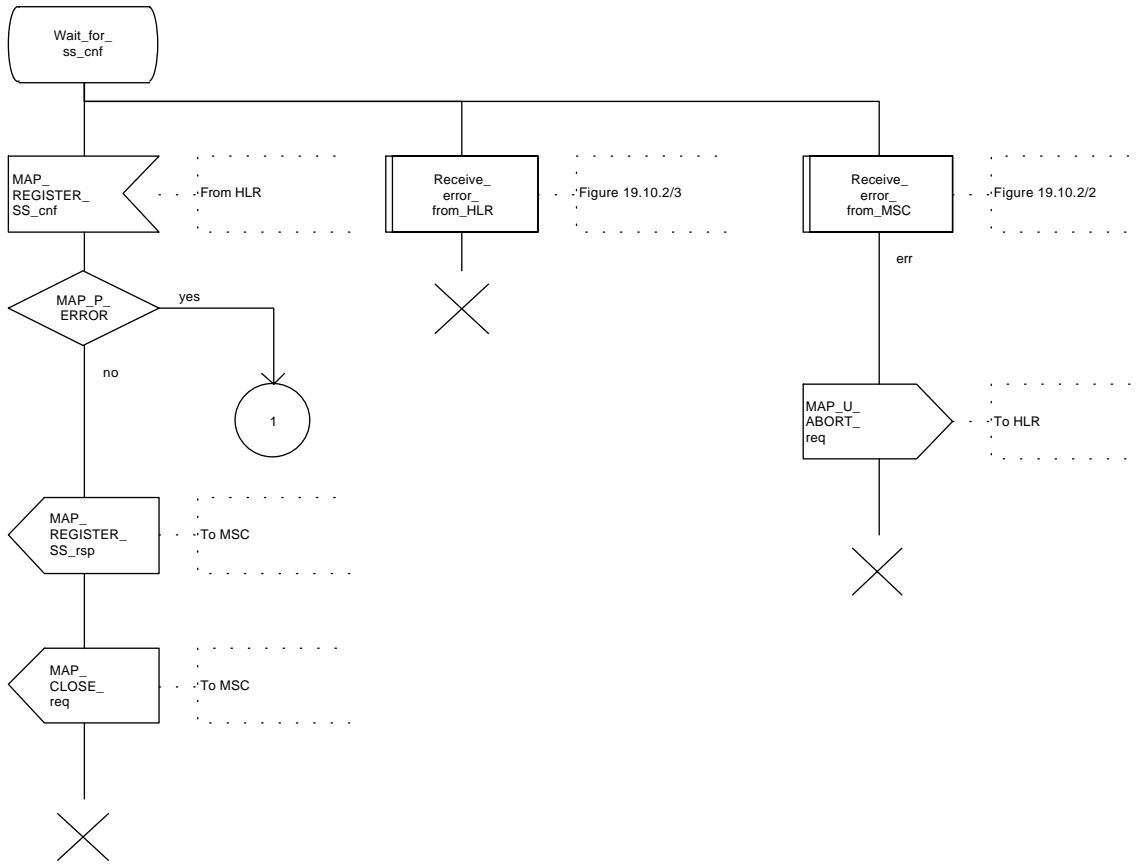 Wait_for_
ss_cnf
MAP_
REGISTER_
SS_cnf
From HLR
Receive_
error_
from_HLR
Figure 19.10.2/3
Receive_
error_
from_MSC
Figure 19.10.2/2
err
MAP_P_
ERROR
yes
no
1
MAP_U_
ABORT_
req
To HLR
MAP_
REGISTER_
SS_rsp
To MSC
MAP_
CLOSE_
req
To MSC